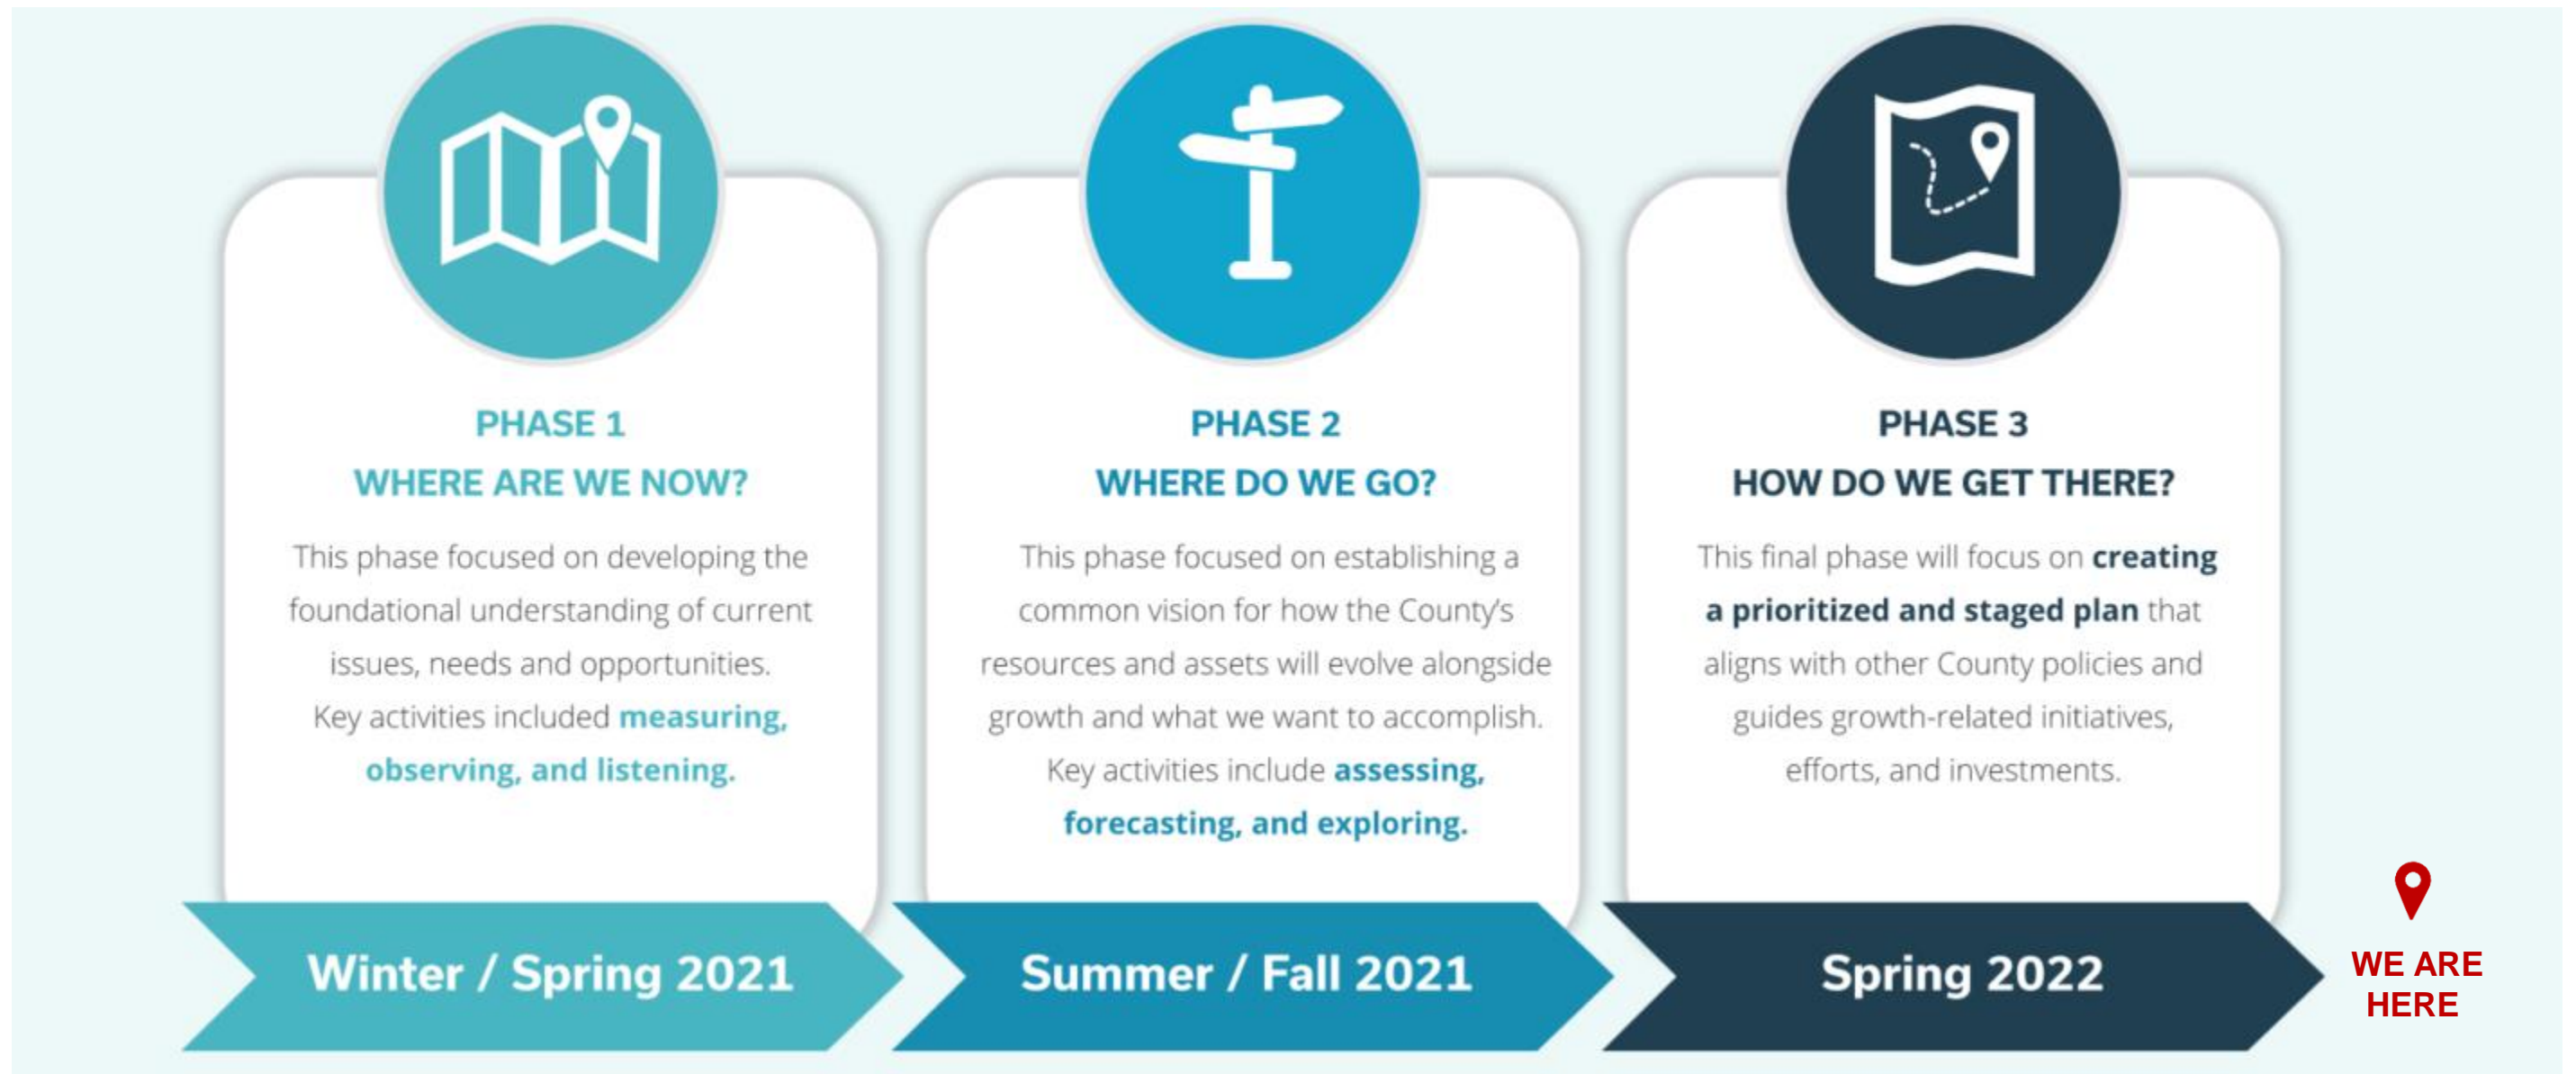 PHASE 1
WHERE ARE WE NOW?
This phase focused on developing the
foundational understanding of current
issues, needs and opportunities.
Key activities included measuring,
observing, and listening.
Winter / Spring 2021
PHASE 2
WHERE DO WE GO?
This phase focused on establishing a
common vision for how the County's
resources and assets will evolve alongside
growth and what we want to accomplish.
Key activities include assessing,
forecasting, and exploring.
Summer / Fall 2021
PHASE 3
HOW DO WE GET THERE?
This final phase will focus on creating
a prioritized and staged plan that
aligns with other County policies and
guides growth-related initiatives,
efforts, and investments.
Spring 2022
WE ARE
HERE